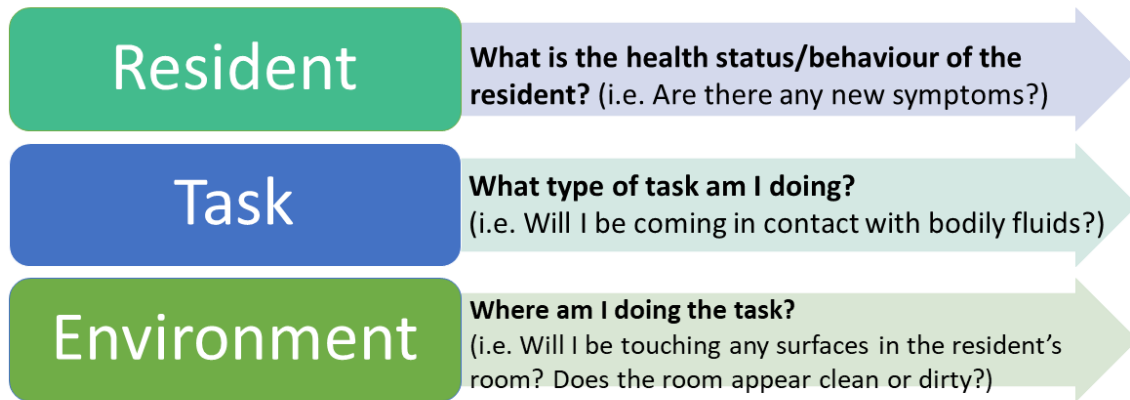 Resident
What is the health status/behaviour of the
resident? (i.e. Are there any new symptoms?)
Task
What type of task am I doing?
(i.e. Will I be coming in contact with bodily fluids?)
Environment
Where am I doing the task?
(i.e. Will I be touching any surfaces in the resident's
room? Does the room appear clean or dirty?)